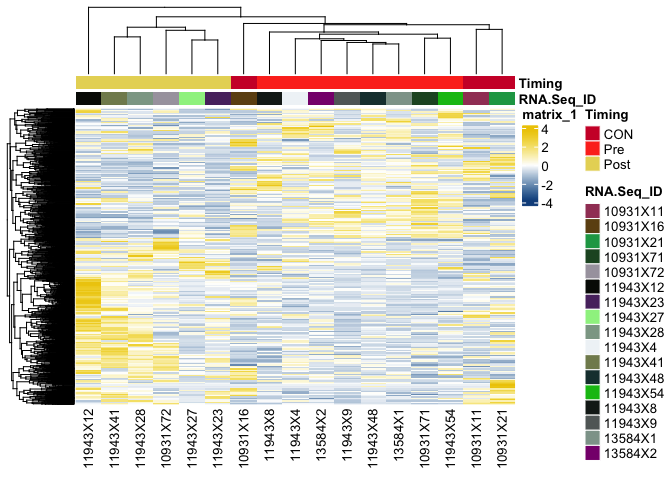 Timing
RNA.Seq_ID
matrix_1
4
2
0
-2
-4
Timing
CON
Pre
Post
RNA.Seq_ID
10931X11
10931X16
10931X21
10931X71
10931X72
11943X12
11943X23
11943X27
11943X28
11943X4
11943X41
11943X48
11943X54
11943X8
11943X9
13584X1
13584X2
11943X12
11943X41
11943X28
10931X72
11943X27
11943X23
10931X16
11943X8
11943X4
13584X2
11943X9
11943X48
13584X1
10931X71
11943X54
10931X11
10931X21